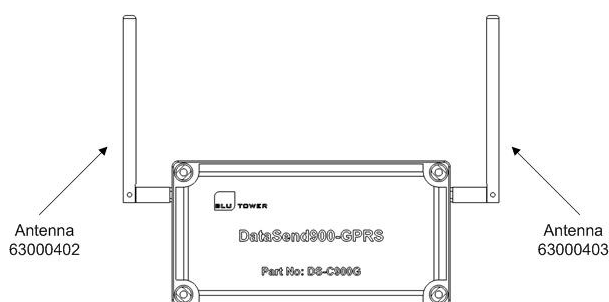 Antenna
63000402
BLU TOWER
DataSend900-GPRS
Part No: DS-C900G
Antenna
63000403